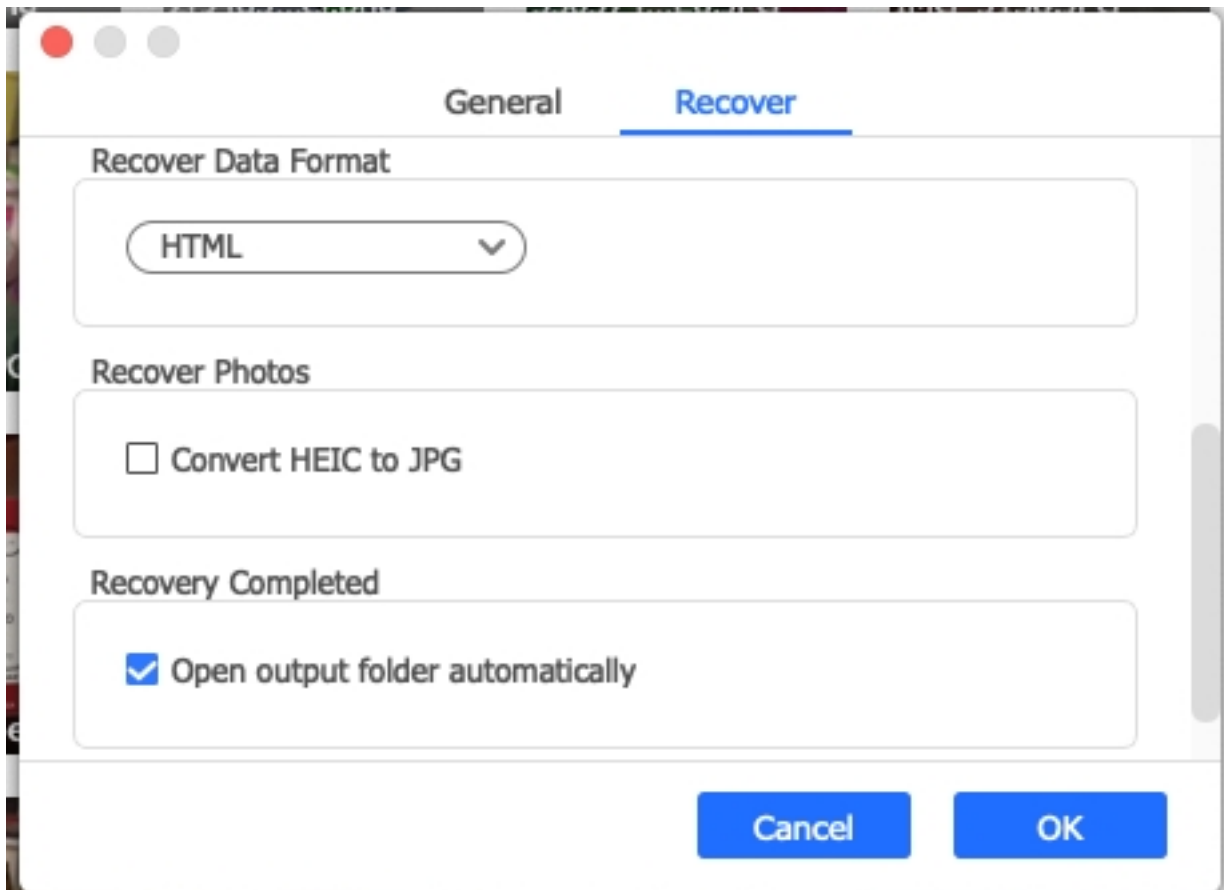 General
Recover
Recover Data Format
HTML
Recover Photos
Convert HEIC to JPG
Recovery Completed
Open output folder automatically
Cancel
OK